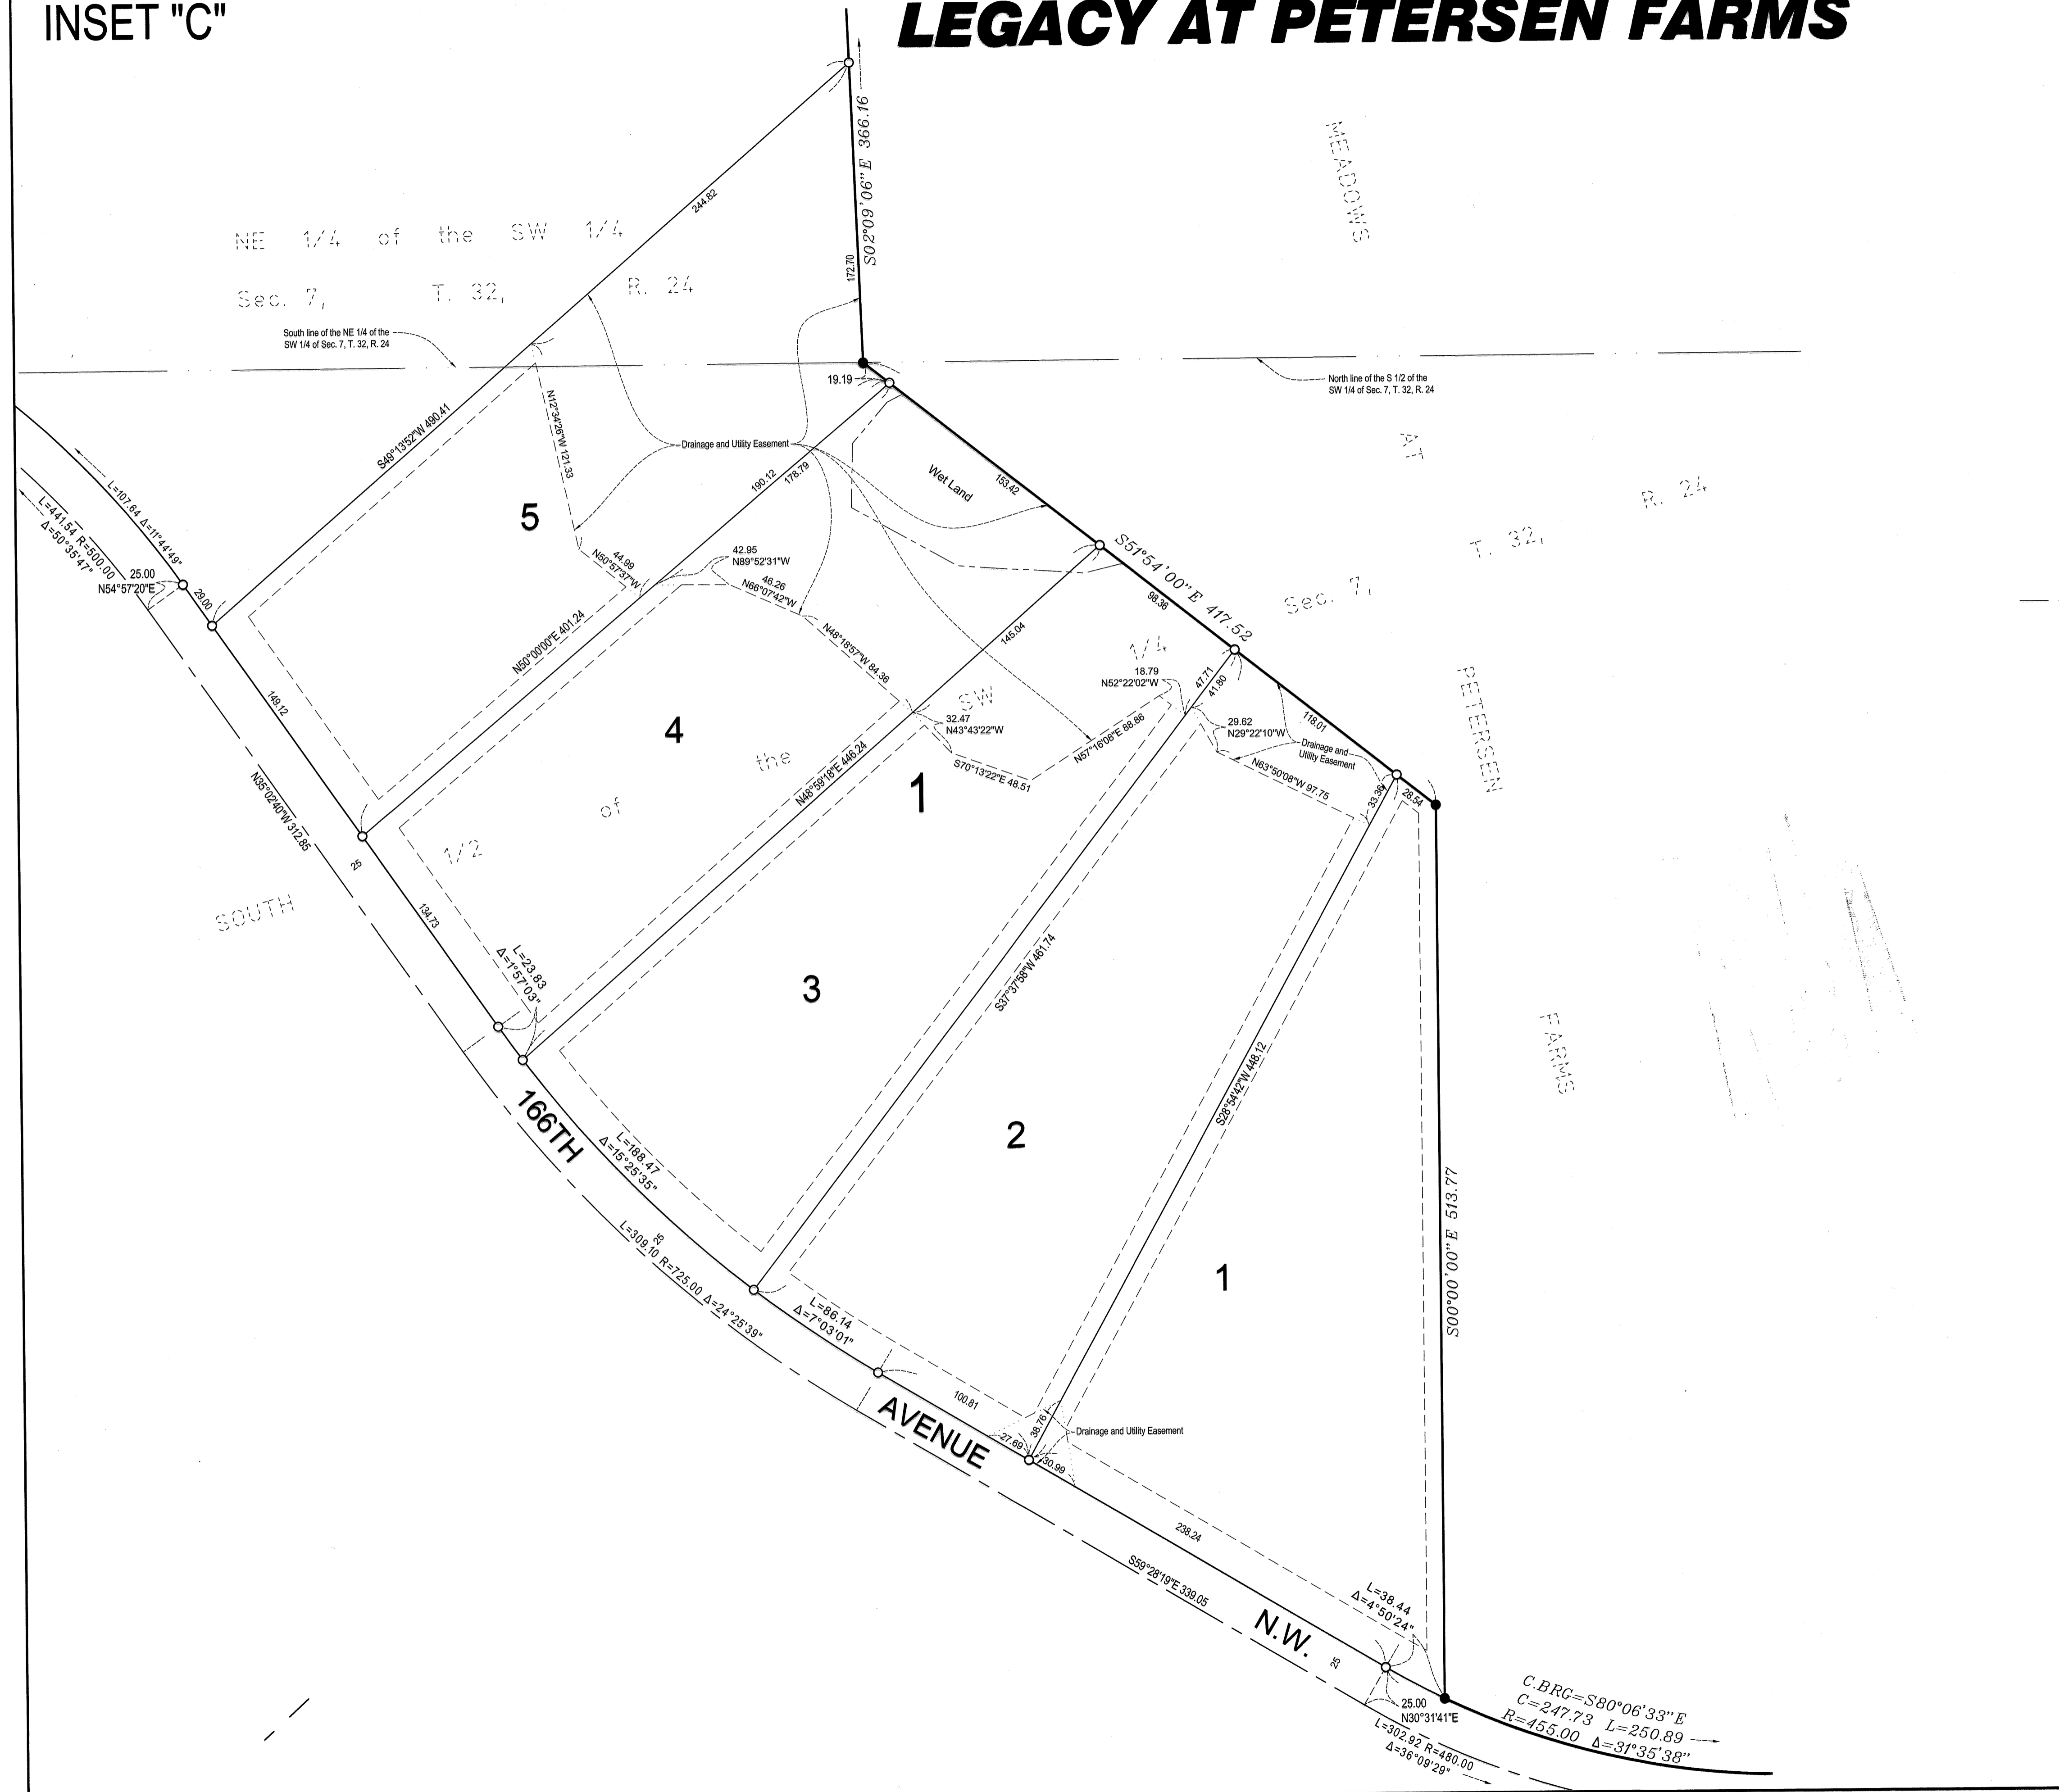 INSET "C"
LEGACY AT PETERSEN FARMS
S02°09'06"E 366.16
172.70
244.82
MEADOWS
NE 1/4 of the SW 1/4
Sec. 7, T. 32, R. 24
South line of the NE 1/4 of the
SW 1/4 of Sec. 7, T. 32, R. 24
North line of the S 1/2 of the
SW 1/4 of Sec. 7, T. 32, R. 24
19.19
S49°13'52"W 490.41
N12°34'26"W 121.33
Drainage and Utility Easement
190.12
178.79
Wet Land
153.42
AT
R. 24
T. 32,
Sec. 7,
L=107.64 Δ=11°44'49"
L=441.54 R=500.00
Δ=50°35'47"
25.00
N54°57'20"E
29.00
5
44.99
N50°57'37"W
42.95
N89°52'31"W
46.26
N66°07'42"W
S51°54'00"E 417.52
98.36
N50°00'00"E 401.24
N48°18'57"W 84.36
145.04
1/4
SW
18.79
N52°22'02"W
47.71
41.80
149.12
4
32.47
N43°43'22"W
29.62
N29°22'10"W
118.01
Drainage and
Utility Easement
PETERSEN
N57°16'08"E 88.86
S70°13'22"E 48.51
N63°50'08"W 97.75
33.36
28.54
the
N48°59'18"E 446.24
1
of
1/2
N35°02'40"W 312.85
25
134.73
SOUTH
L=23.83
Δ=1°57'03"
3
S37°37'58"W 461.74
FARMS
166TH
2
S28°54'42"W 448.12
L=188.47
Δ=15°25'35"
25
L=309.10 R=725.00 Δ=24°25'39"
S00°00'00"E 513.77
1
L=86.14
Δ=7°03'01"
100.81
AVENUE
38.76
27.69
30.99
Drainage and Utility Easement
238.24
S59°28'19"E 339.05
N.W.
25
L=38.44
Δ=4°50'24"
25.00
N30°31'41"E
L=302.92 R=480.00
Δ=36°09'29"
C.BRG=S80°06'33"E
C=247.73 L=250.89
R=455.00 Δ=31°35'38"